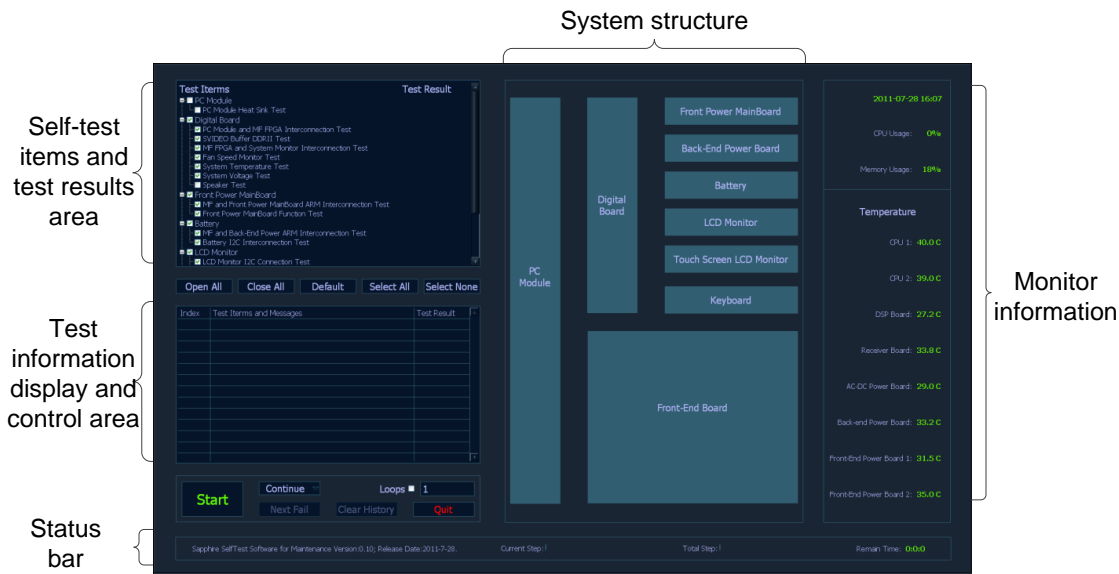 System structure
Self-test
items and
test results
area
Test Iterms Test Result
PC Module
PC Module Heat Sink Test
Digital Board
PC Module and MF FPGA Interconnection Test
SVIDEO Buffer DDRII Test
MF FPGA and System Monitor Interconnection Test
Fan Speed Monitor Test
System Temperature Test
System Voltage Test
Speaker Test
Front Power MainBoard
MF and Front Power MainBoard ARM Interconnection Test
Front Power MainBoard Function Test
Battery
MF and Back-End Power ARM Interconnection Test
Battery I2C Interconnection Test
LCD Monitor
LCD Monitor I2C Connection Test
Open All Close All Default Select All Select None
Test
information
display and
control area
Index Test Iterms and Messages Test Result
Start
Continue
Loops 1
Next Fail Clear History Quit
PC
Module
Digital
Board
Front Power MainBoard
Back-End Power Board
Battery
LCD Monitor
Touch Screen LCD Monitor
Keyboard
Front-End Board
2011-07-28 16:07
CPU Usage: 0%
Memory Usage: 18%
Temperature
CPU 1: 40.0 C
CPU 2: 39.0 C
DSP Board: 27.2 C
Receiver Board: 33.8 C
AC-DC Power Board: 29.0 C
Back-end Power Board: 33.2 C
Front-End Power Board 1: 31.5 C
Front-End Power Board 2: 35.0 C
Monitor
information
Status
bar
Sapphire SelfTest Software for Maintenance Version:0.10; Release Date:2011-7-28. Current Step: Total Step: Remain Time: 0:0:0